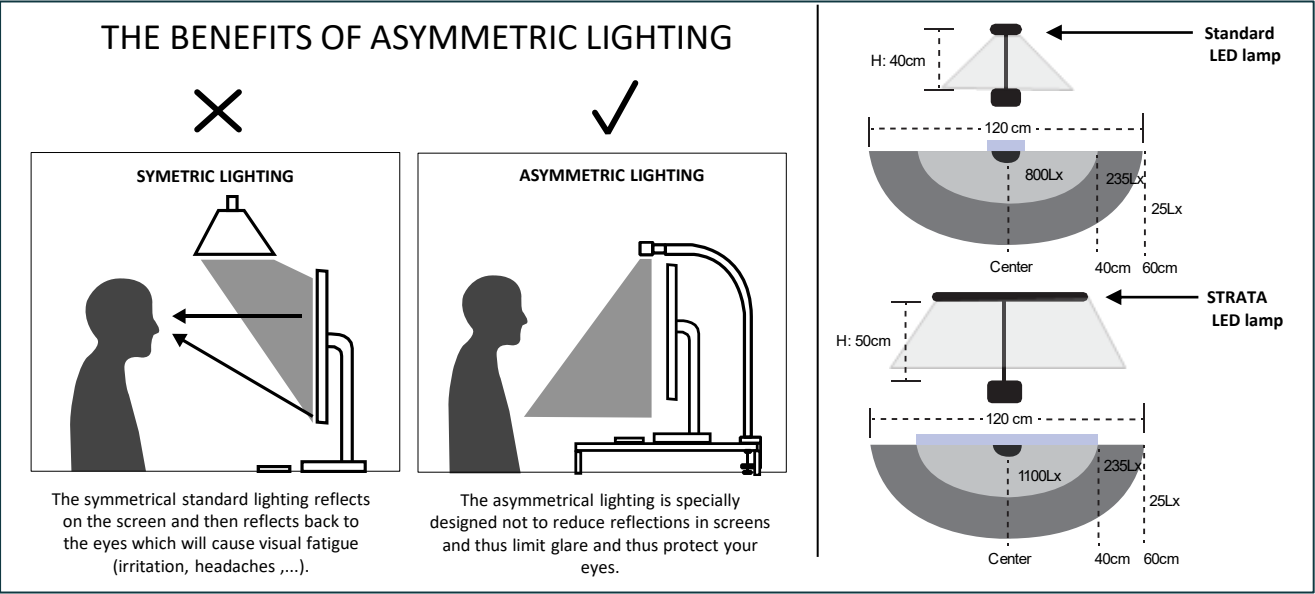 THE BENEFITS OF ASYMMETRIC LIGHTING
SYMETRIC LIGHTING
The symmetrical standard lighting reflects
on the screen and then reflects back to
the eyes which will cause visual fatigue
(irritation, headaches ,...).
ASYMMETRIC LIGHTING
The asymmetrical lighting is specially
designed not to reduce reflections in screens
and thus limit glare and thus protect your
eyes.
Standard
LED lamp
H: 40cm
120 cm
800Lx
235Lx
25Lx
Center
40cm
60cm
STRATA
LED lamp
H: 50cm
120 cm
1100Lx
235Lx
25Lx
Center
40cm
60cm